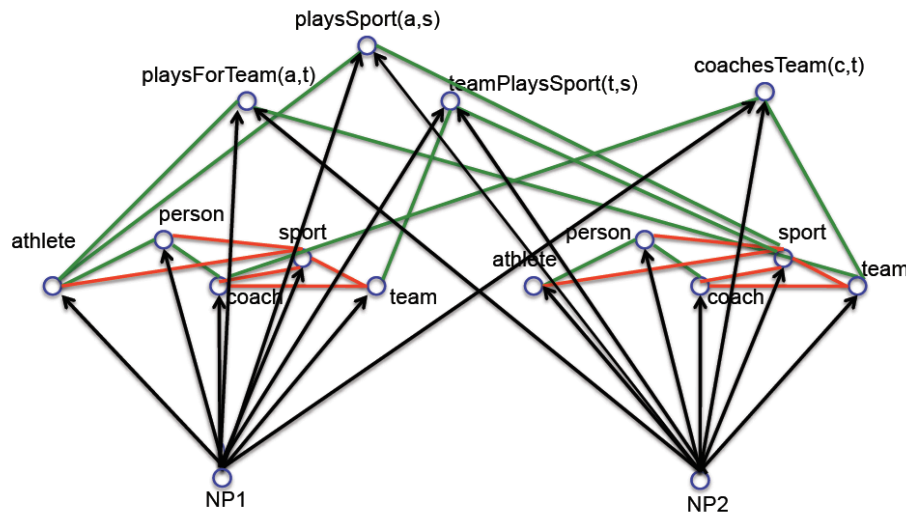 playsSport(a,s)
playsForTeam(a,t)
teamPlaysSport(t,s)
coachesTeam(c,t)
person
sport
athlete
coach
team
person
sport
athlete
team
coach
NP1
NP2